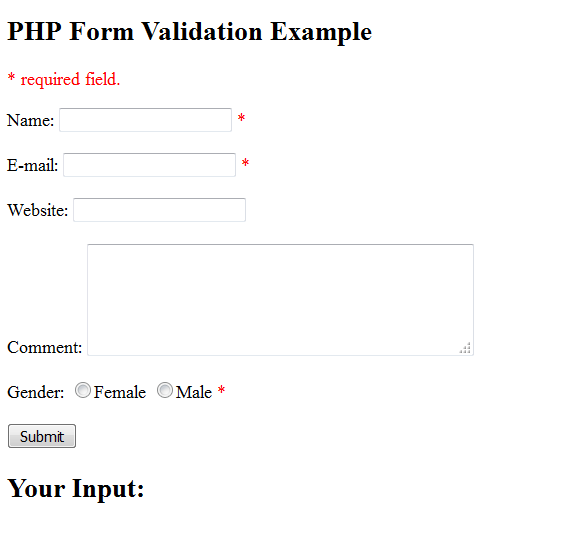 PHP Form Validation Example
* required field.
Name: *
E-mail: *
Website:
Comment:
Gender: Female Male *
Submit
Your Input: